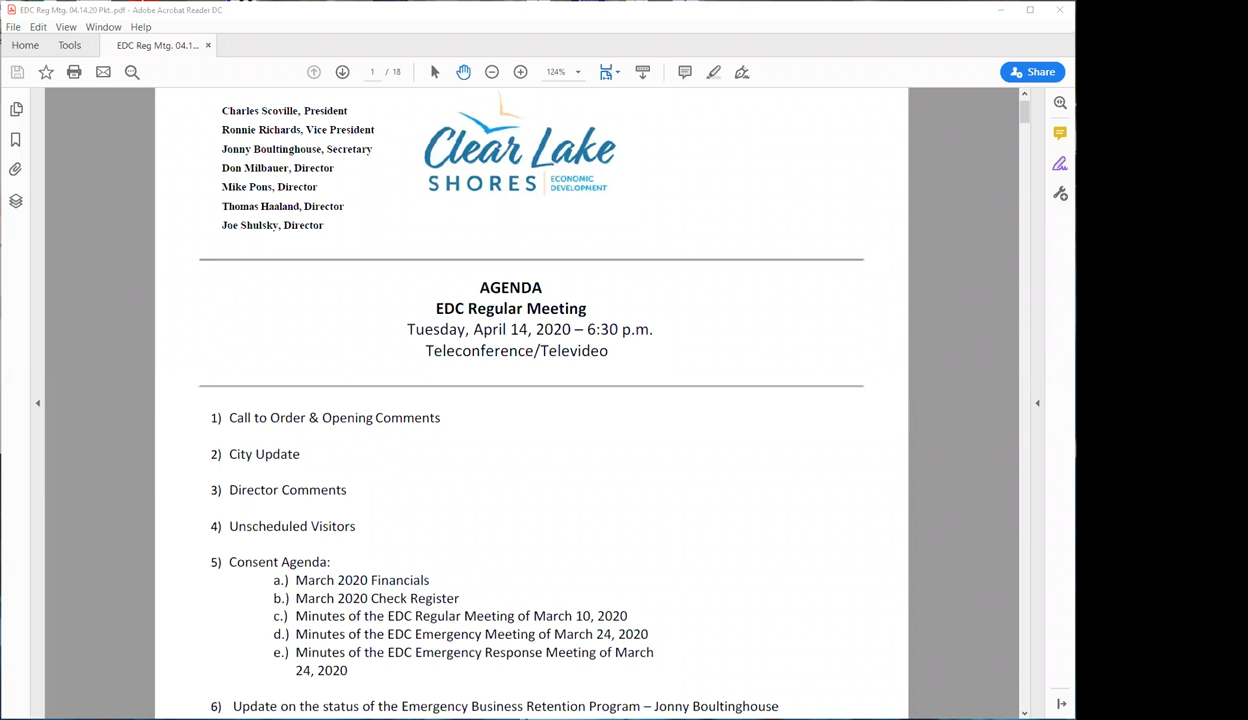 EDC Reg Mtg. 04.14.20 Pkt..pdf - Adobe Acrobat Reader DC
File Edit View Window Help
Home Tools EDC Reg Mtg. 04.1... ×
1 / 18 124% Share
Charles Scoville, President
Ronnie Richards, Vice President
Jonny Boultinghouse, Secretary
Don Milbauer, Director
Mike Pons, Director
Thomas Haaland, Director
Joe Shulsky, Director
Clear Lake
SHORES ECONOMIC
DEVELOPMENT
AGENDA
EDC Regular Meeting
Tuesday, April 14, 2020 – 6:30 p.m.
Teleconference/Televideo
1) Call to Order & Opening Comments
2) City Update
3) Director Comments
4) Unscheduled Visitors
5) Consent Agenda:
a.) March 2020 Financials
b.) March 2020 Check Register
c.) Minutes of the EDC Regular Meeting of March 10, 2020
d.) Minutes of the EDC Emergency Meeting of March 24, 2020
e.) Minutes of the EDC Emergency Response Meeting of March
24, 2020
6) Update on the status of the Emergency Business Retention Program – Jonny Boultinghouse